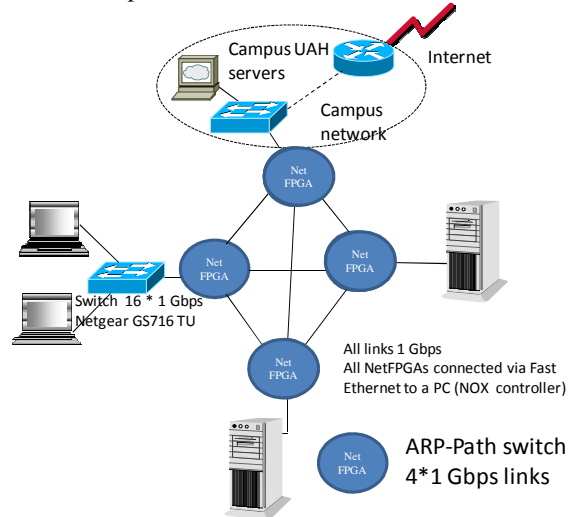 Campus UAH
servers
Internet
Campus
network
Net
FPGA
Net
FPGA
Net
FPGA
Switch 16 * 1 Gbps
Netgear GS716 TU
Net
FPGA
All links 1 Gbps
All NetFPGAs connected via Fast
Ethernet to a PC (NOX controller)
Net
FPGA
ARP-Path switch
4*1 Gbps links